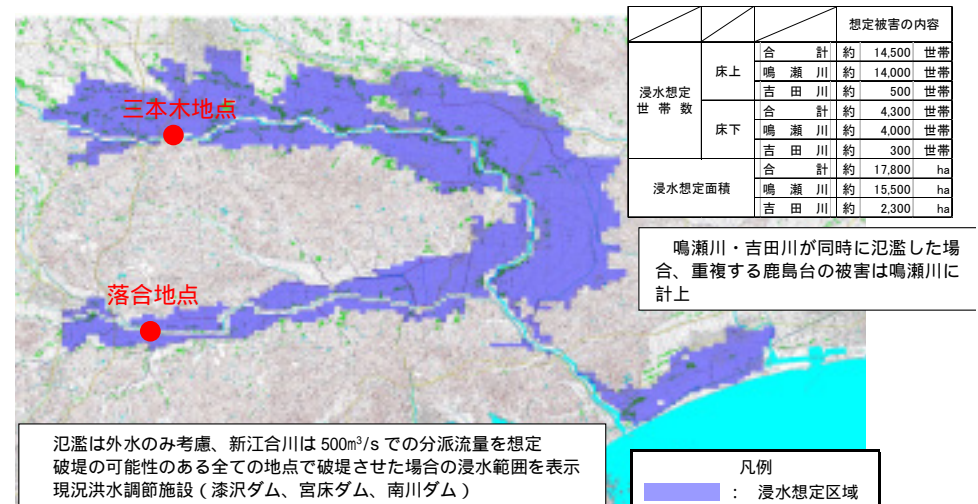 想定被害の内容
浸水想定世帯数 床上 合計 約 14,500 世帯
鳴瀬川 約 14,000 世帯
吉田川 約 500 世帯
床下 合計 約 4,300 世帯
鳴瀬川 約 4,000 世帯
吉田川 約 300 世帯
浸水想定面積 合計 約 17,800 ha
鳴瀬川 約 15,500 ha
吉田川 約 2,300 ha
三本木地点
鳴瀬川・吉田川が同時に氾濫した場
合、重複する鹿島台の被害は鳴瀬川に
計上
落合地点
氾濫は外水のみ考慮、新江合川は500m³/sでの分派流量を想定
破堤の可能性のある全ての地点で破堤させた場合の浸水範囲を表示
現況洪水調節施設(漆沢ダム、宮床ダム、南川ダム)
凡例
: 浸水想定区域